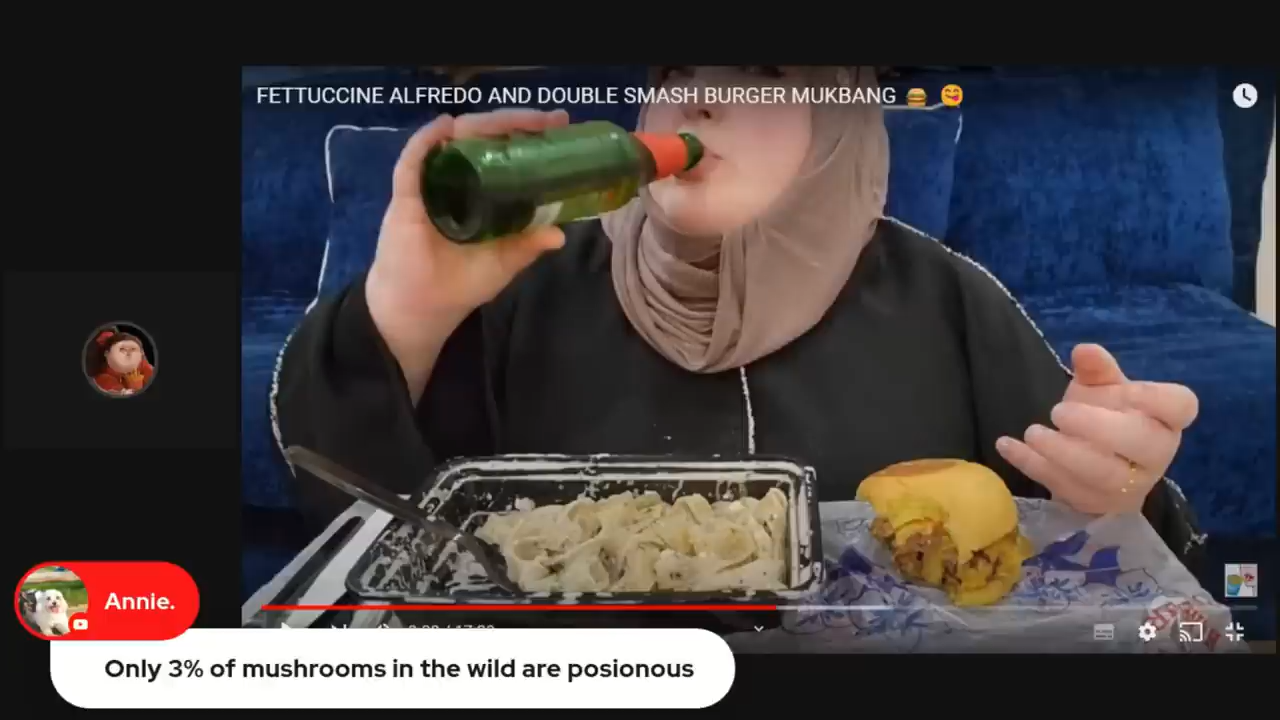 FETTUCCINE ALFREDO AND DOUBLE SMASH BURGER MUKBANG 🍔 😋
Annie.
Only 3% of mushrooms in the wild are posionous